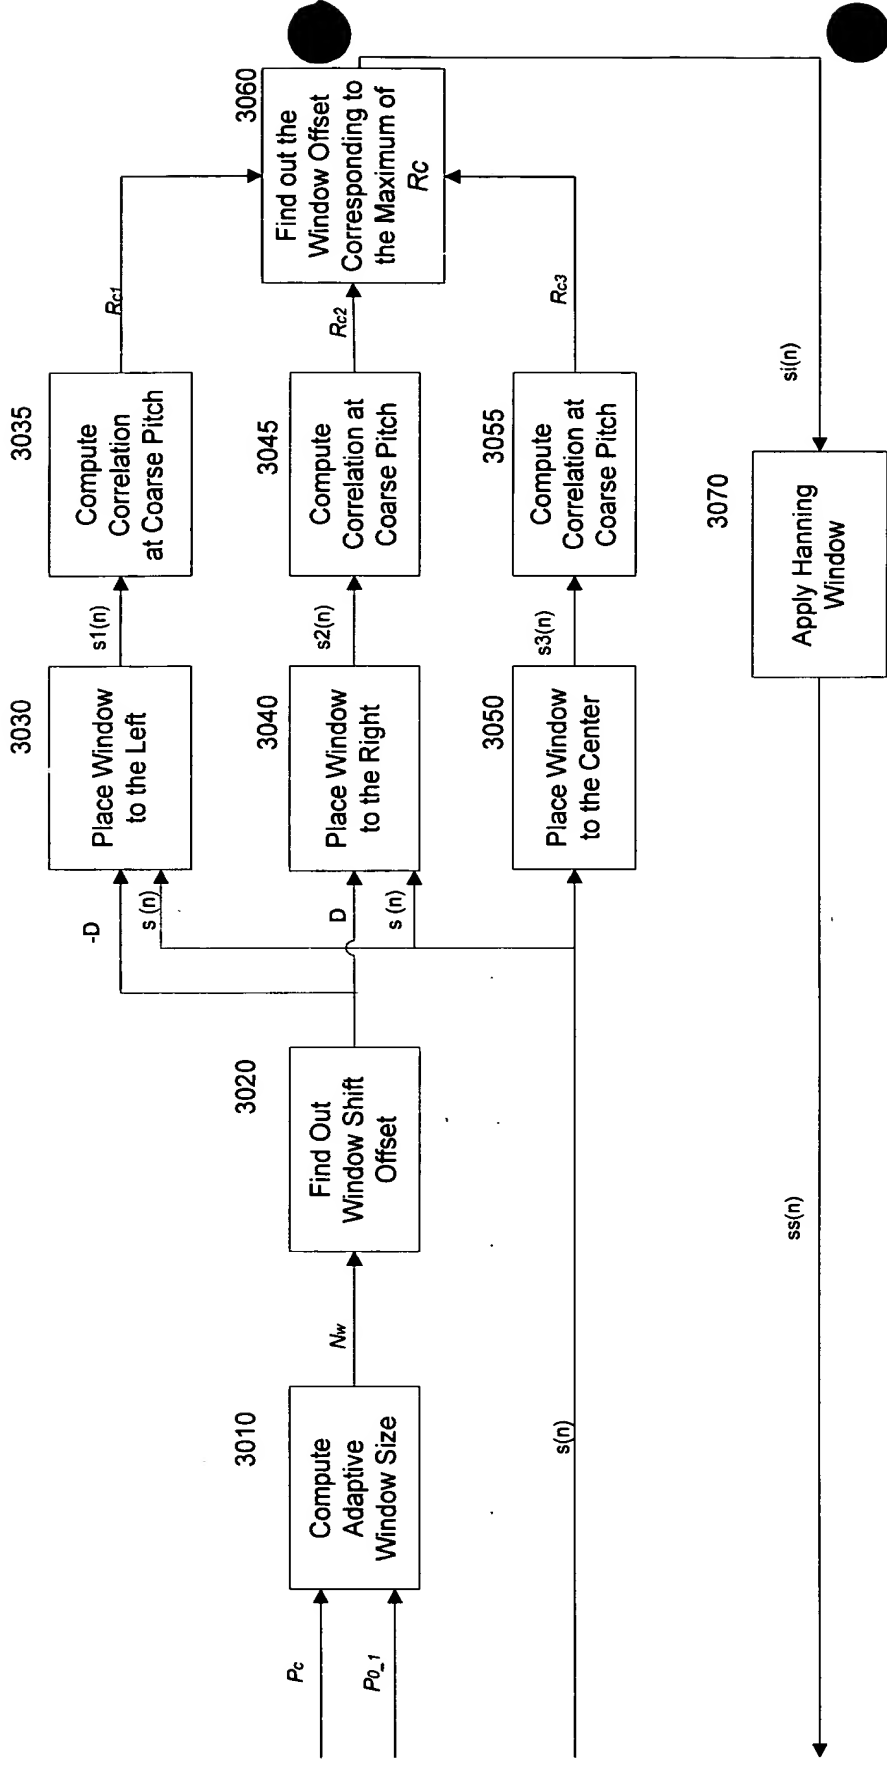 Pc
P0_1
3010
Compute
Adaptive
Window Size
Nw
3020
Find Out
Window Shift
Offset
-D
s (n)
D
s (n)
s(n)
3030
Place Window
to the Left
s1(n)
3035
Compute
Correlation
at Coarse Pitch
Rc1
3040
Place Window
to the Right
s2(n)
3045
Compute
Correlation at
Coarse Pitch
Rc2
3050
Place Window
to the Center
s3(n)
3055
Compute
Correlation at
Coarse Pitch
Rc3
3060
Find out the
Window Offset
Corresponding to
the Maximum of
Rc
si(n)
3070
Apply Hanning
Window
ss(n)